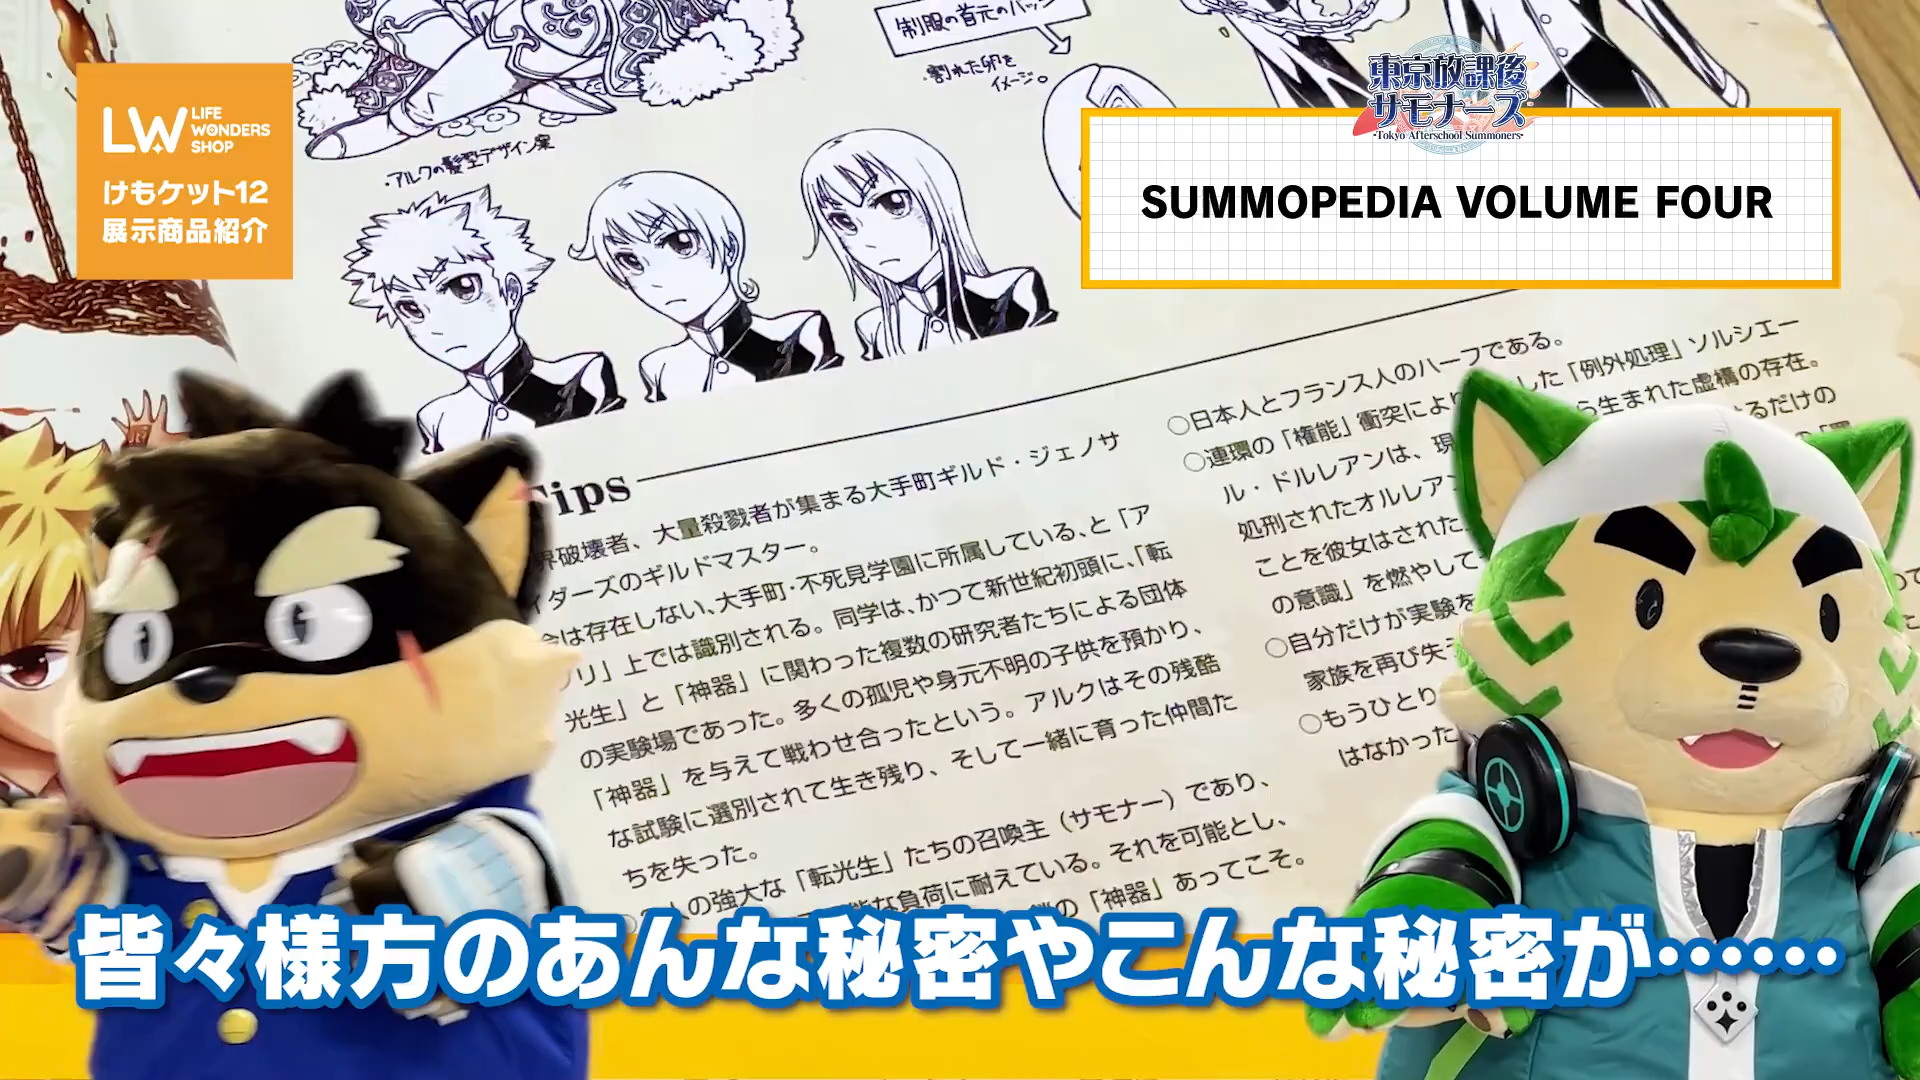 制服の首元のバッジ
・割れた卵を
イメージ。
東京放課後
サモナーズ
-Tokyo Afterschool Summoners-
LW LIFE
WONDERS
SHOP
けもケット12
展示商品紹介
SUMMOPEDIA VOLUME FOUR
・アルクの髪型デザイン案
Tips
界破壊者、大量殺戮者が集まる大手町ギルド・ジェノサ
イダーズのギルドマスター。
は存在しない、大手町・不死見学園に所属している、と「ア
プリ」上では識別される。同学は、かつて新世紀初頭に、「転
光生」と「神器」に関わった複数の研究者たちによる団体
の実験場であった。多くの孤児や身元不明の子供を預かり、
「神器」を与えて戦わせ合ったという。アルクはその残酷
な試験に選別されて生き残り、そして一緒に育った仲間た
ちを失った。
人の強大な「転光生」たちの召喚主（サモナー）であり、
な負荷に耐えている。それを可能とし、
の「神器」あってこそ。
○日本人とフランス人のハーフである。
○連環の「権能」衝突により
した「例外処理」ソルシエー
ル・ドルレアンは、現
ら生まれた虚構の存在。
処刑されたオルレアン
るだけの
ことを彼女はされた
の意識」を燃やして
○自分だけが実験を
家族を再び失
○もうひとり
はなかった
皆々様方のあんな秘密やこんな秘密が……